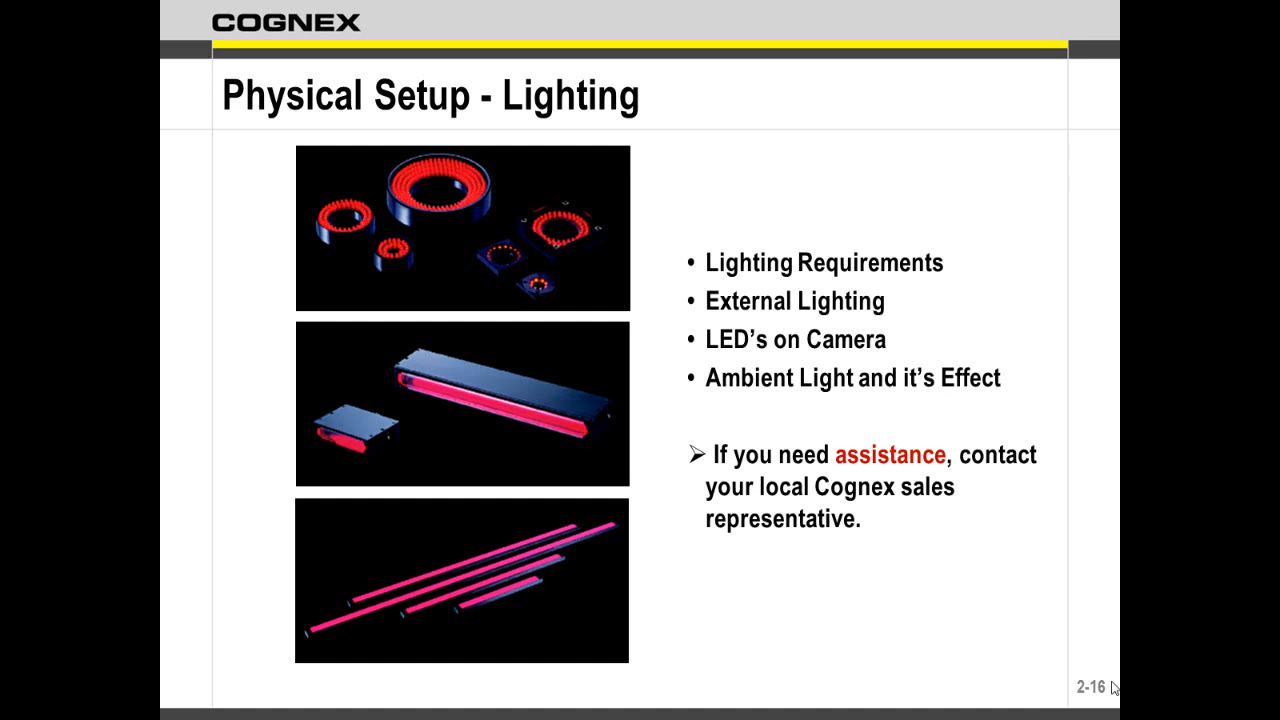 COGNEX
Physical Setup - Lighting
• Lighting Requirements
• External Lighting
• LED’s on Camera
• Ambient Light and it’s Effect
➢ If you need assistance, contact
your local Cognex sales
representative.
2-16